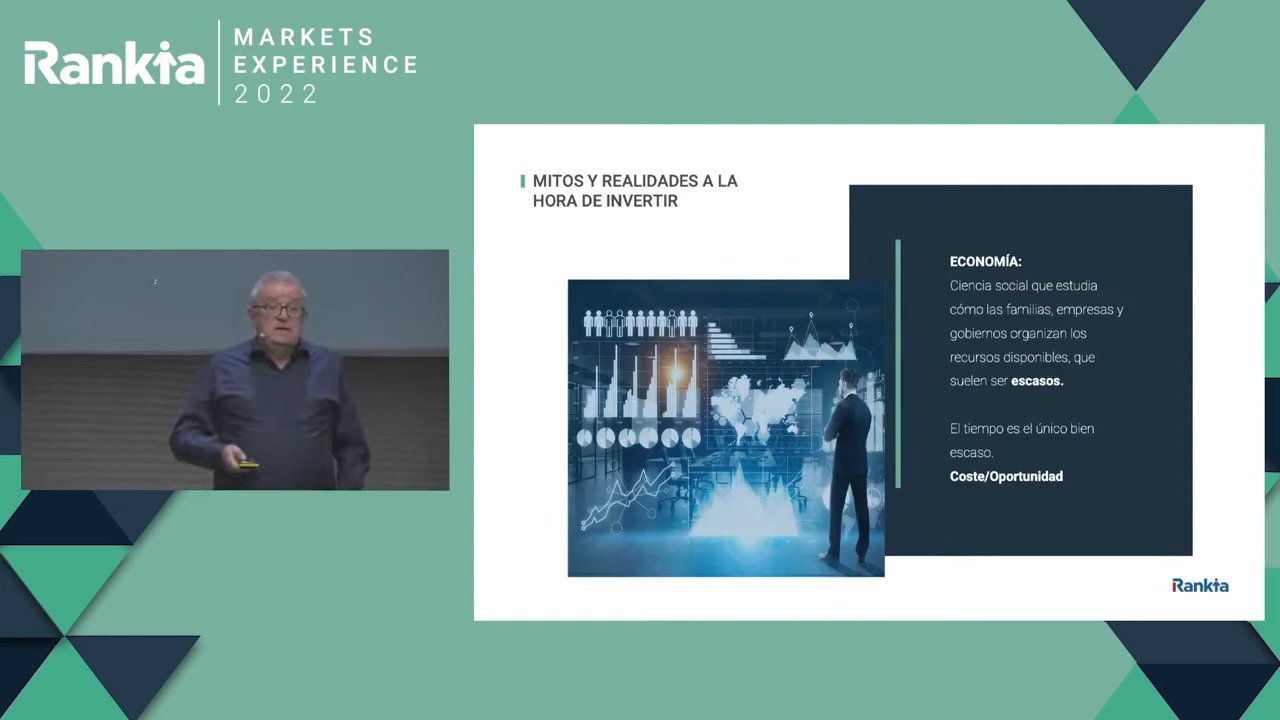 Rankia
MARKETS
EXPERIENCE
2022
MITOS Y REALIDADES A LA
HORA DE INVERTIR
ECONOMÍA:
Ciencia social que estudia
cómo las familias, empresas y
gobiernos organizan los
recursos disponibles, que
suelen ser escasos.
El tiempo es el único bien
escaso.
Coste/Oportunidad
Rankia